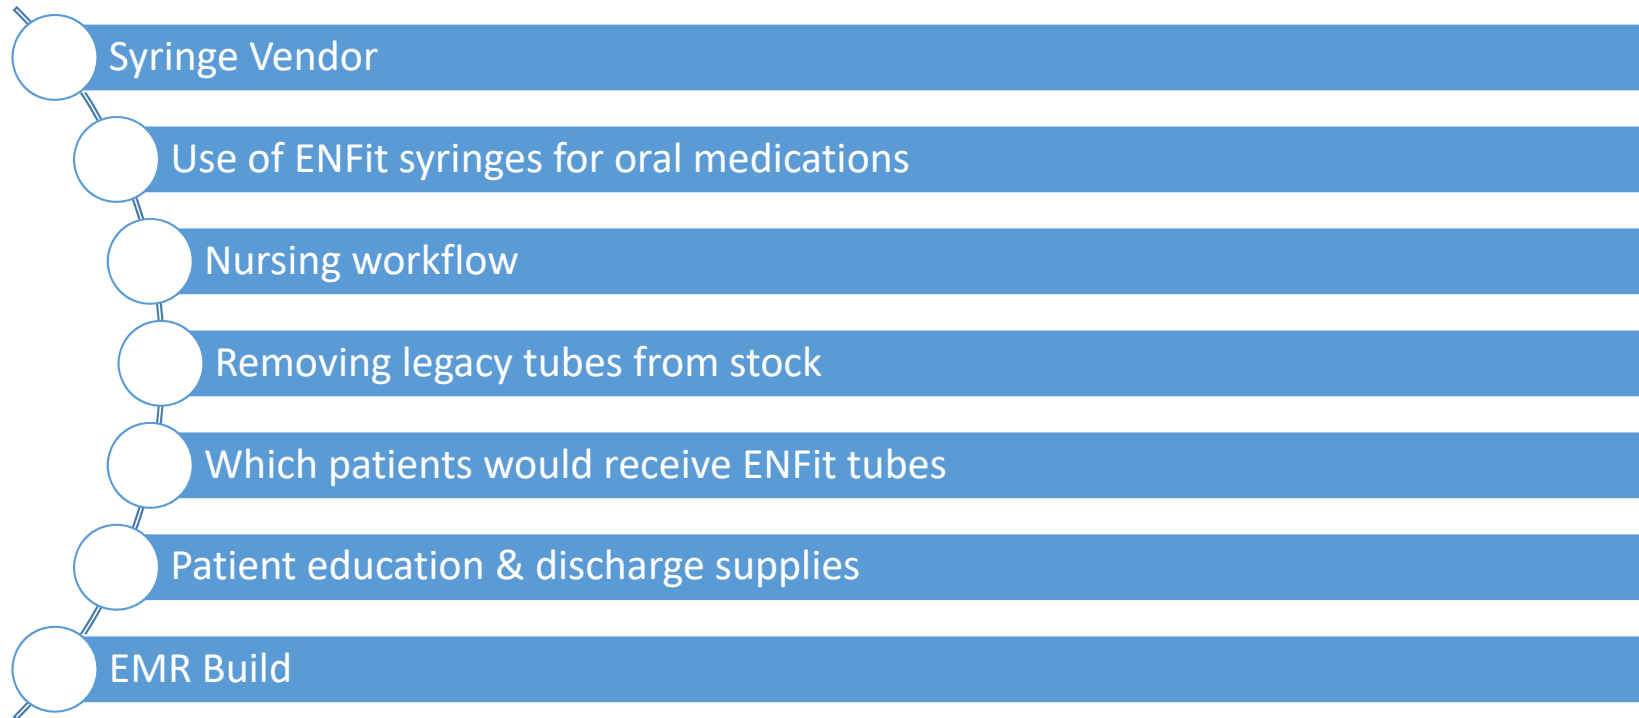 Syringe Vendor
Use of ENFit syringes for oral medications
Nursing workflow
Removing legacy tubes from stock
Which patients would receive ENFit tubes
Patient education & discharge supplies
EMR Build